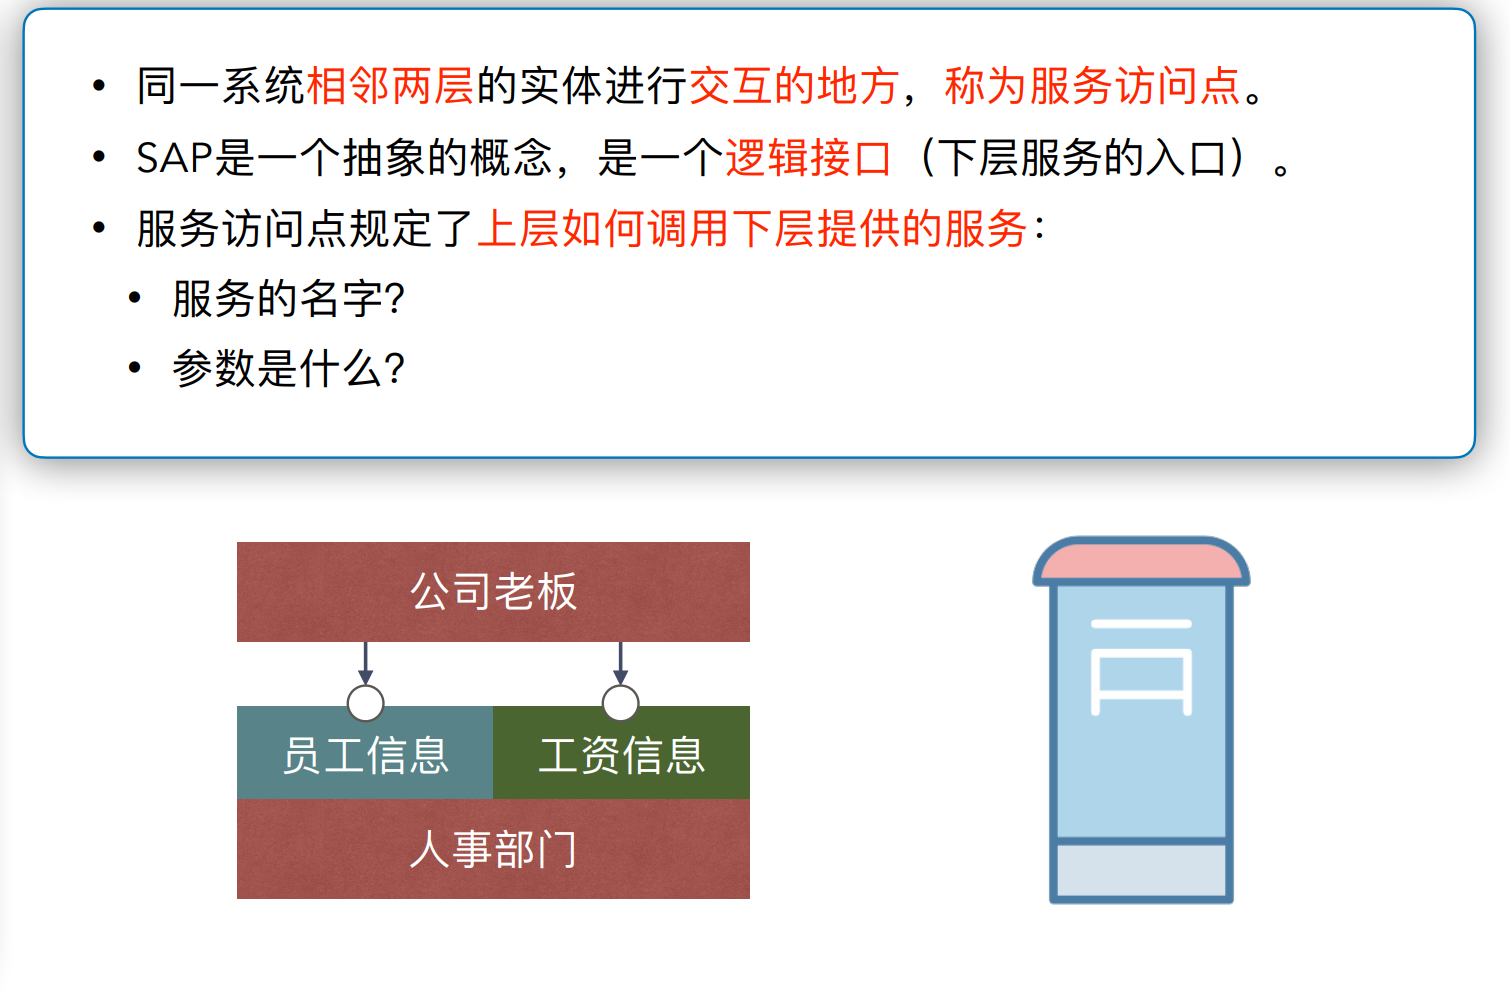 • 同一系统相邻两层的实体进行交互的地方，称为服务访问点。
• SAP是一个抽象的概念，是一个逻辑接口（下层服务的入口）。
• 服务访问点规定了上层如何调用下层提供的服务：
• 服务的名字?
• 参数是什么?
公司老板
员工信息
工资信息
人事部门